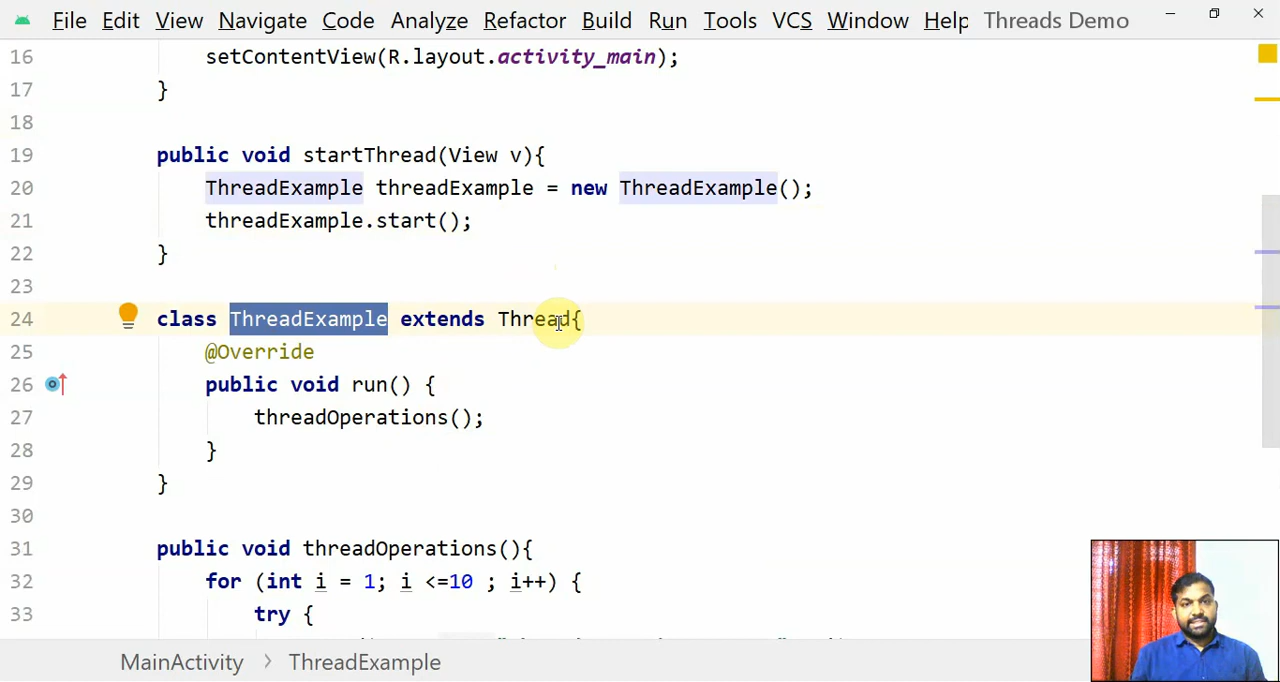 File Edit View Navigate Code Analyze Refactor Build Run Tools VCS Window Help Threads Demo
16 setContentView(R.layout.activity_main);
17 }
18
19 public void startThread(View v){
20 ThreadExample threadExample = new ThreadExample();
21 threadExample.start();
22 }
23
24 class ThreadExample extends Thread{
25 @Override
26 public void run() {
27 threadOperations();
28 }
29 }
30
31 public void threadOperations(){
32 for (int i = 1; i <=10 ; i++) {
33 try {
MainActivity > ThreadExample